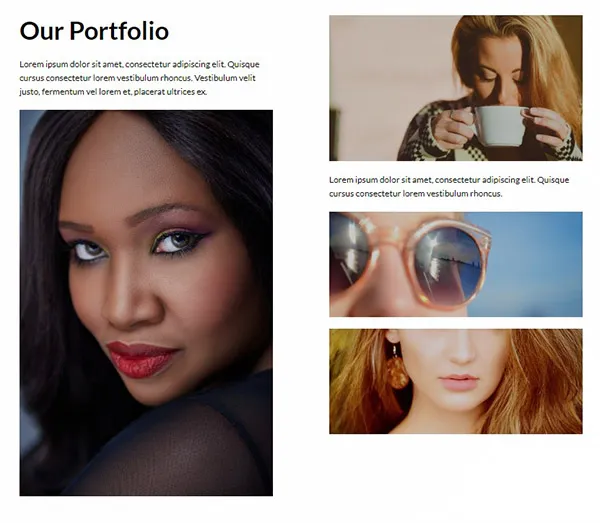 Our Portfolio
Lorem ipsum dolor sit amet, consectetur adipiscing elit. Quisque
cursus consectetur lorem vestibulum rhoncus. Vestibulum velit
justo, fermentum vel lorem et, placerat ultrices ex.
Lorem ipsum dolor sit amet, consectetur adipiscing elit. Quisque
cursus consectetur lorem vestibulum rhoncus.